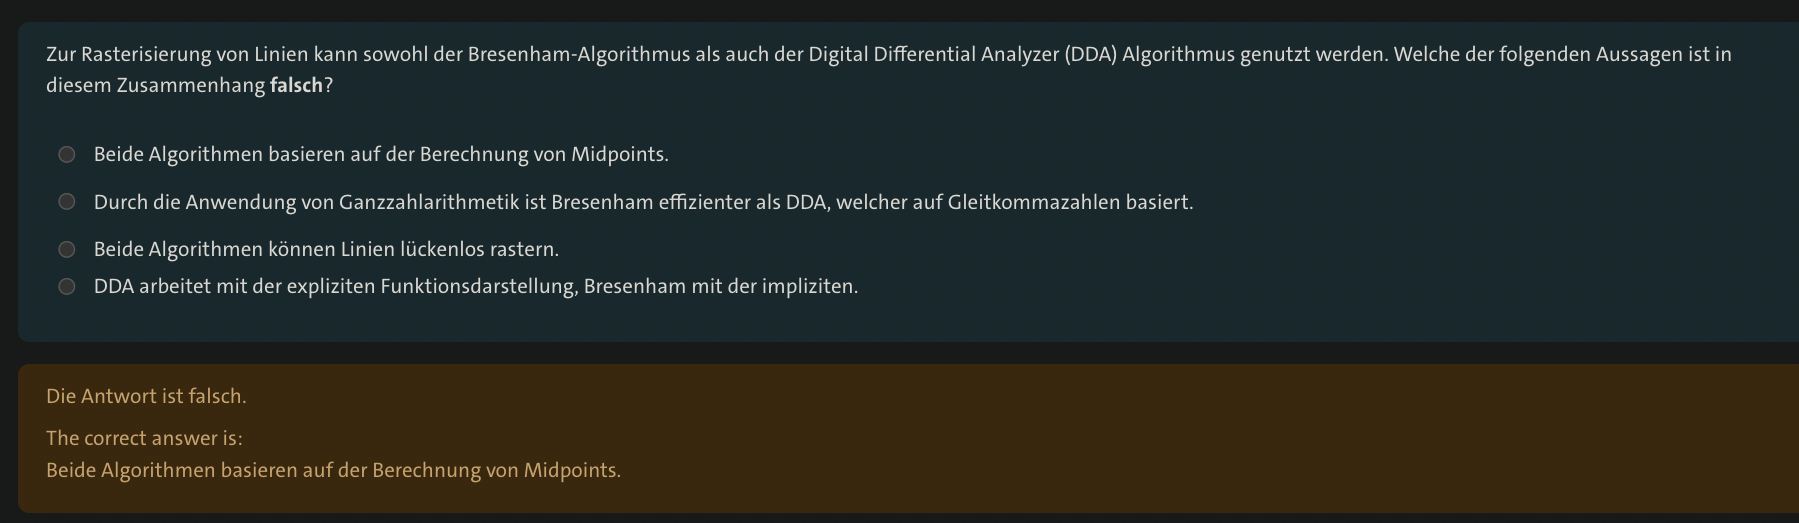 Zur Rasterisierung von Linien kann sowohl der Bresenham-Algorithmus als auch der Digital Differential Analyzer (DDA) Algorithmus genutzt werden. Welche der folgenden Aussagen ist in
diesem Zusammenhang falsch?
Beide Algorithmen basieren auf der Berechnung von Midpoints.
Durch die Anwendung von Ganzzahlarithmetik ist Bresenham effizienter als DDA, welcher auf Gleitkommazahlen basiert.
Beide Algorithmen können Linien lückenlos rastern.
DDA arbeitet mit der expliziten Funktionsdarstellung, Bresenham mit der impliziten.
Die Antwort ist falsch.
The correct answer is:
Beide Algorithmen basieren auf der Berechnung von Midpoints.